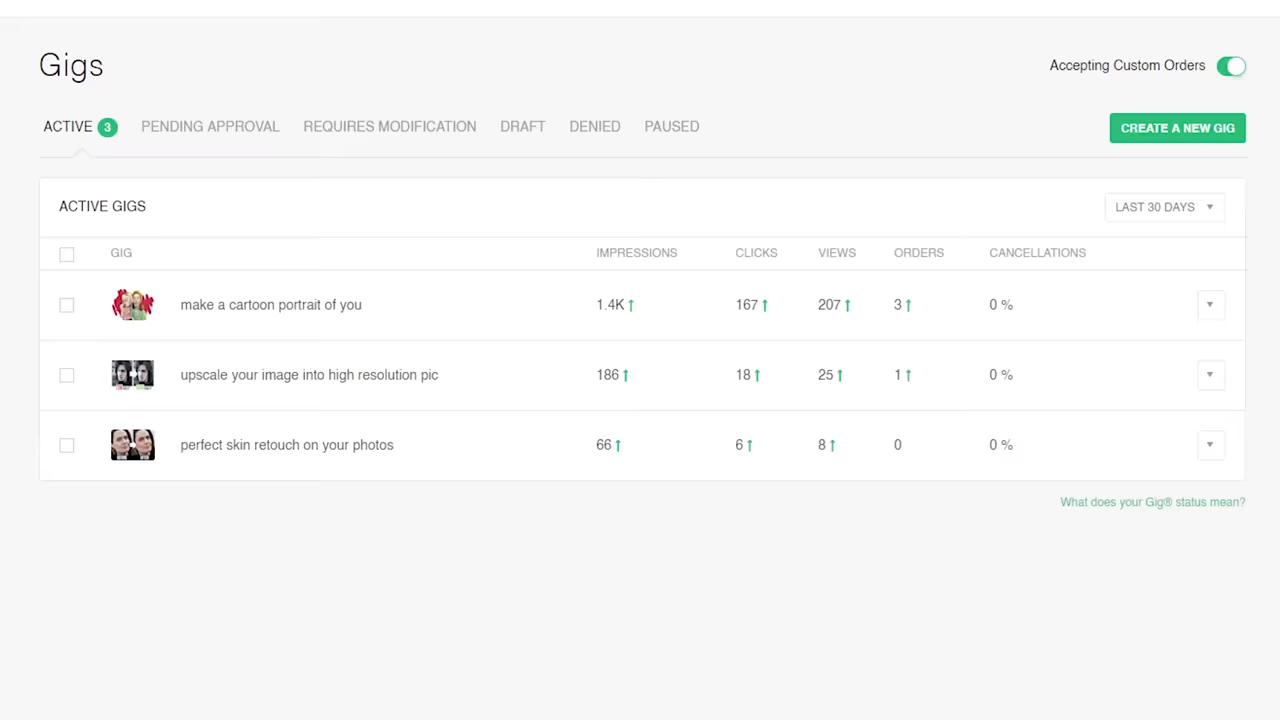 Gigs
Accepting Custom Orders
ACTIVE 3 PENDING APPROVAL REQUIRES MODIFICATION DRAFT DENIED PAUSED
CREATE A NEW GIG
ACTIVE GIGS
LAST 30 DAYS
GIG IMPRESSIONS CLICKS VIEWS ORDERS CANCELLATIONS
make a cartoon portrait of you 1.4K 167 207 3 0 %
upscale your image into high resolution pic 186 18 25 1 0 %
perfect skin retouch on your photos 66 6 8 0 0 %
What does your Gig® status mean?